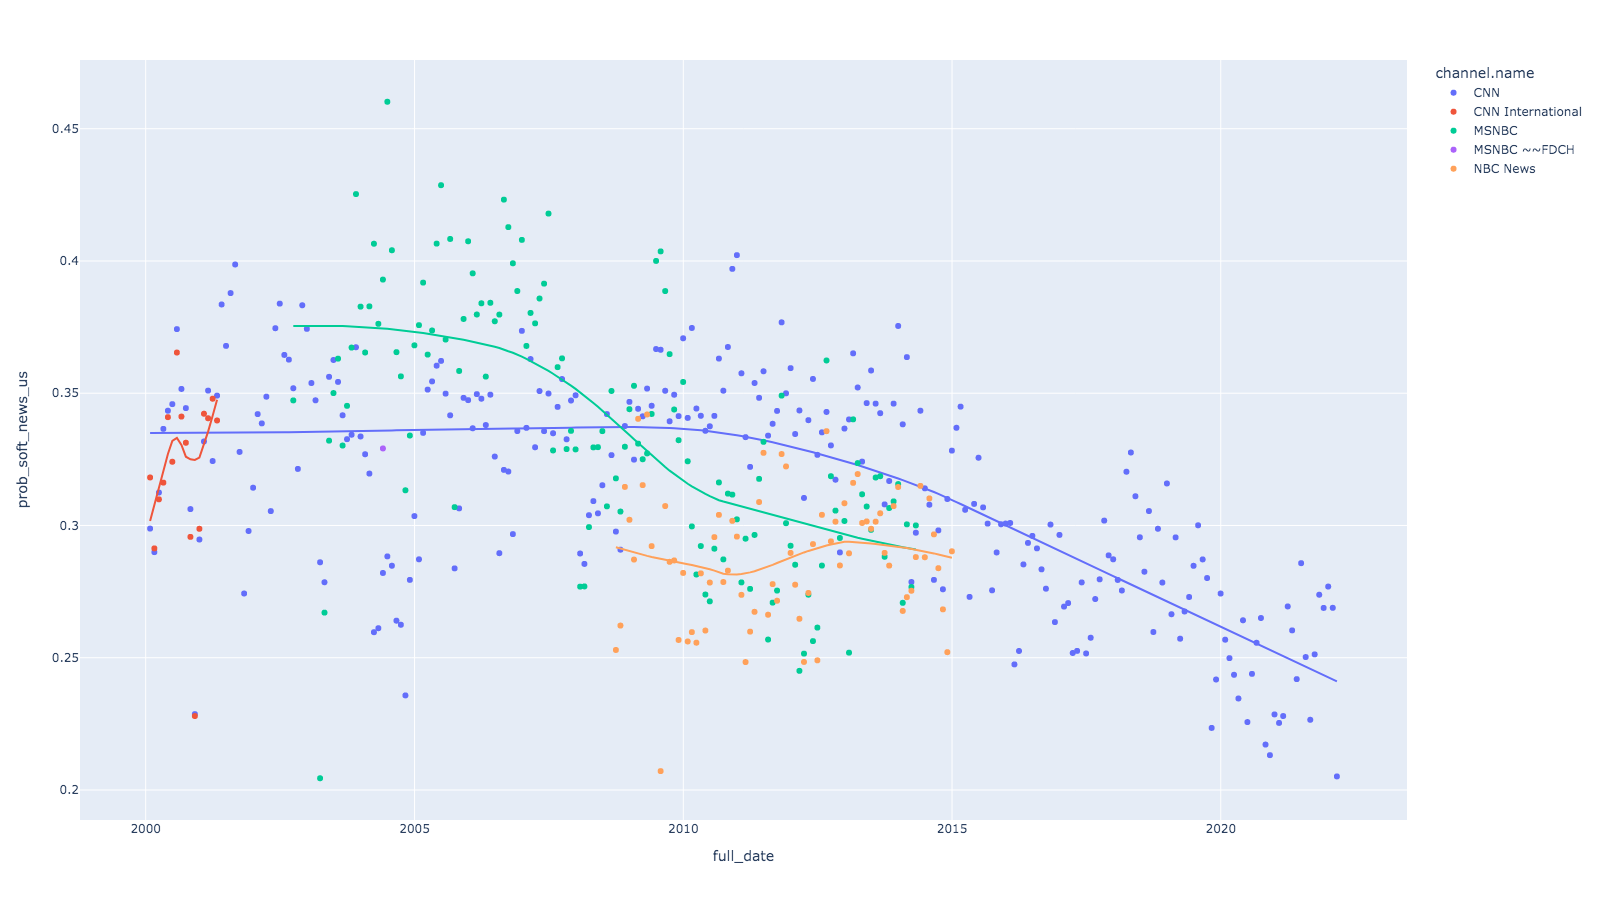 channel.name
CNN
CNN International
MSNBC
MSNBC ~~FDCH
NBC News
prob_soft_news_us
0.45
0.4
0.35
0.3
0.25
0.2
2000
2005
2010
2015
2020
full_date